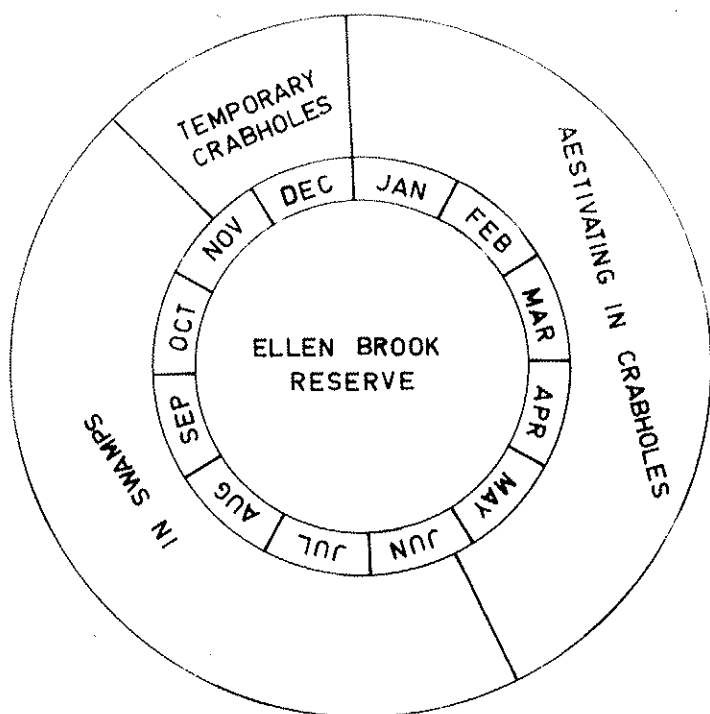 TEMPORARY
CRABHOLES
AESTIVATING IN CRABHOLES
IN SWAMPS
JAN
FEB
MAR
APR
MAY
JUN
JUL
AUG
SEP
OCT
NOV
DEC
ELLEN BROOK
RESERVE